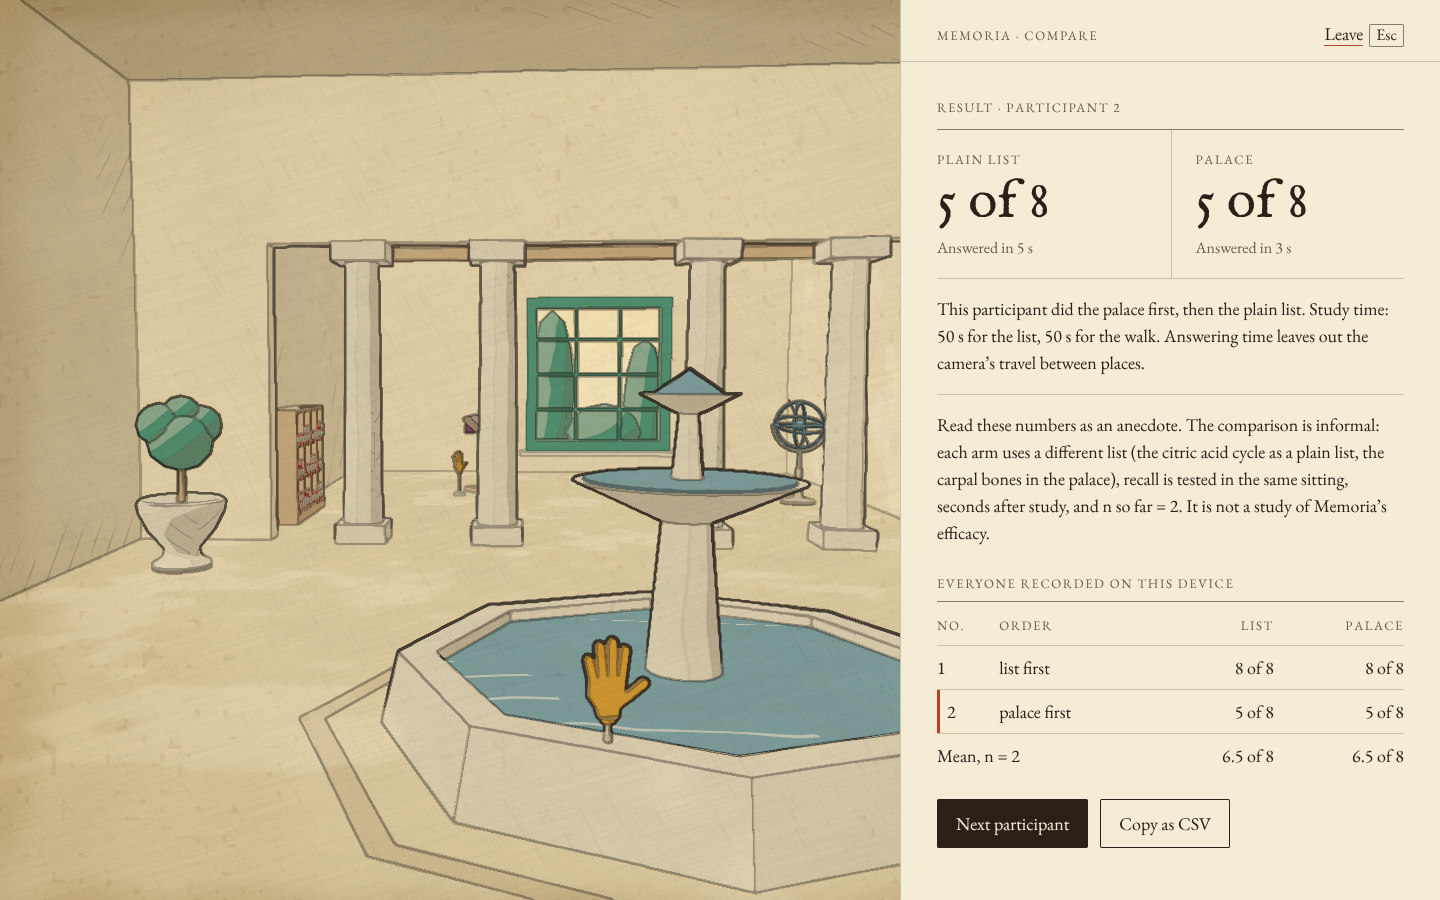 MEMORIA · COMPARE
Leave Esc
RESULT · PARTICIPANT 2
PLAIN LIST
5 of 8
Answered in 5 s
PALACE
5 of 8
Answered in 3 s
This participant did the palace first, then the plain list. Study time:
50 s for the list, 50 s for the walk. Answering time leaves out the
camera’s travel between places.
Read these numbers as an anecdote. The comparison is informal:
each arm uses a different list (the citric acid cycle as a plain list, the
carpal bones in the palace), recall is tested in the same sitting,
seconds after study, and n so far = 2. It is not a study of Memoria’s
efficacy.
EVERYONE RECORDED ON THIS DEVICE
NO. ORDER LIST PALACE
1 list first 8 of 8 8 of 8
2 palace first 5 of 8 5 of 8
Mean, n = 2 6.5 of 8 6.5 of 8
Next participant Copy as CSV